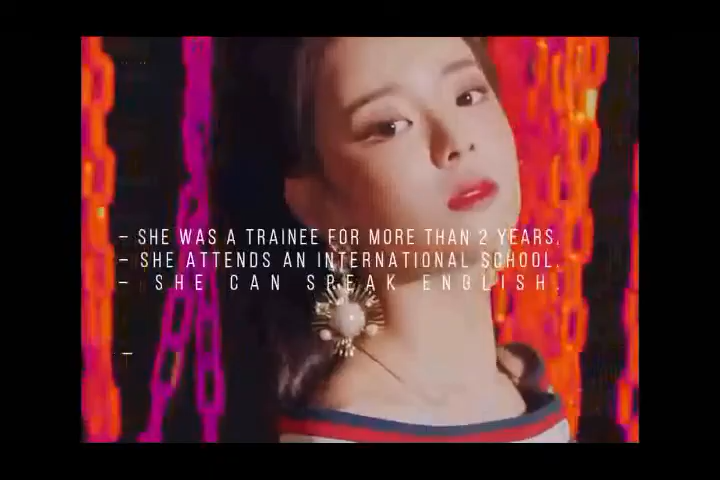 - SHE WAS A TRAINEE FOR MORE THAN 2 YEARS.
- SHE ATTENDS AN INTERNATIONAL SCHOOL.
- SHE CAN SPEAK ENGLISH.
-